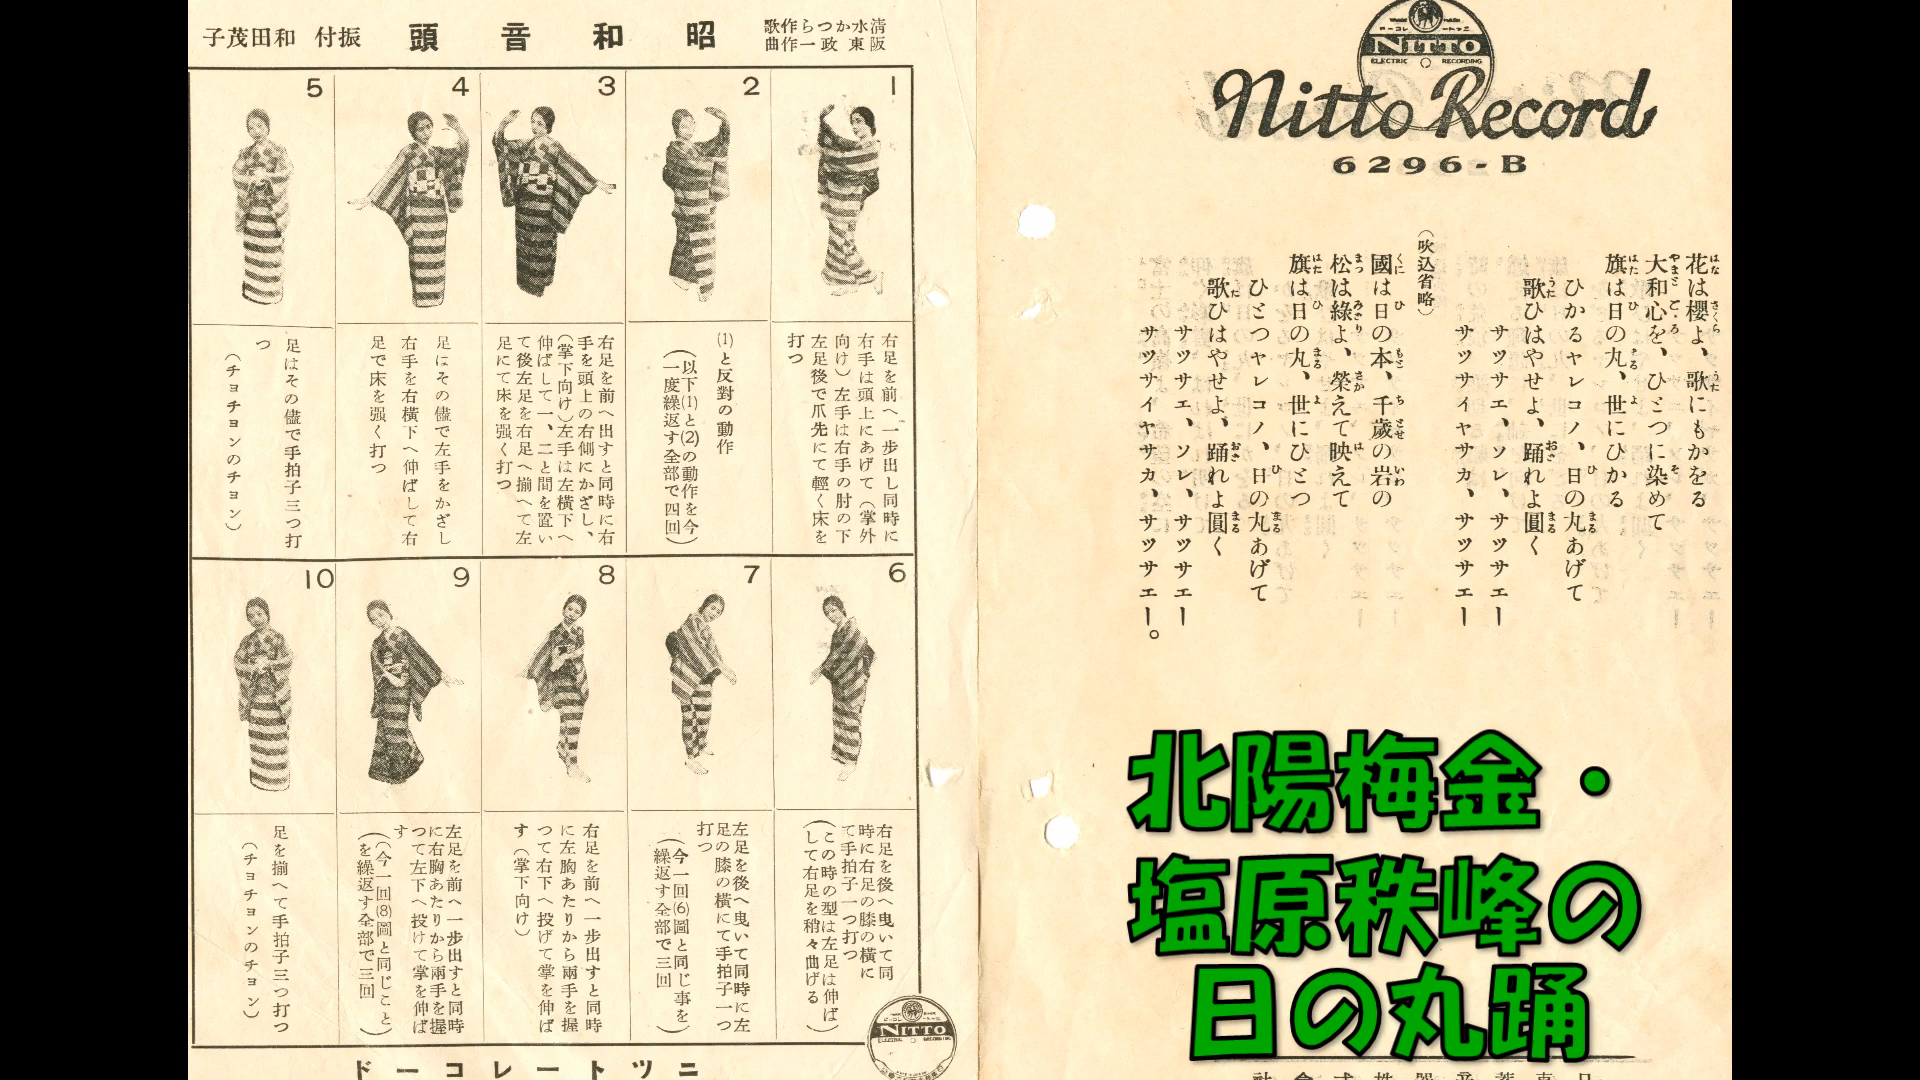 清水かつら作歌
阪東政一作曲
昭和音頭
振付 和田茂子
1
右足を前へ一歩出し同時に
右手は頭上にあげて(掌外
向け)左手は右手の肘の下
左足後で爪先にて輕く床を
打つ
2
(1)と反對の動作
(以下(1)と(2)の動作を今
一度繰返す全部で四回)
3
右足を前へ出すと同時に右
手を頭上の右側にかざし、
(掌下向け)左手は左横下へ
伸ばして一、二と間を置い
て後左足を右足へ揃へて左
足にて床を强く打つ
4
足はその儘で左手をかざし
右手を右横下へ伸ばして右
足で床を强く打つ
5
足はその儘で手拍子三つ打
つ
(チョチョンのチョン)
6
右足を後へ曳いて同
時に右足の膝の横に
て手拍子一つ打つ
(この時の型は左足は伸ば
して右足を稍々曲げる)
7
左足を後へ曳いて同時に左
足の膝の横にて手拍子一つ
打つ
(今一回(6)圖と同じ事を
繰返す全部で三回)
8
右足を前へ一歩出すと同時
に左胸あたりから兩手を握
つて右下へ投げて掌を伸ば
す(掌下向け)
9
左足を前へ一歩出すと同時
に右胸あたりから兩手を握
つて左下へ投げて掌を伸ば
す
(今一回(8)圖と同じこと
を繰返す全部で三回)
10
足を揃へて手拍子三つ打つ
(チョチョンのチョン)
ニツトーレコード
NITTO
NITTO
ELECTRIC RECORDING
Nitto Record
6296-B
花は櫻よ、歌にもかをる
大和心を、ひとつに染めて
旗は日の丸、世にひかる
ひかるヤレコノ、日の丸あげて
歌ひはやせよ、踊れよ圓く
サツサエ、ソレ、サツサエー
サツサイヤサカ、サツサエー
(吹込省略)
國は日の本、千歲の岩の
松は綠よ、榮えて映えて
旗は日の丸、世にひとつ
ひとつヤレコノ、日の丸あげて
歌ひはやせよ、踊れよ圓く
サツサエ、ソレ、サツサエー
サツサイヤサカ、サツサエー。
北陽梅金・
塩原秩峰の
日の丸踊